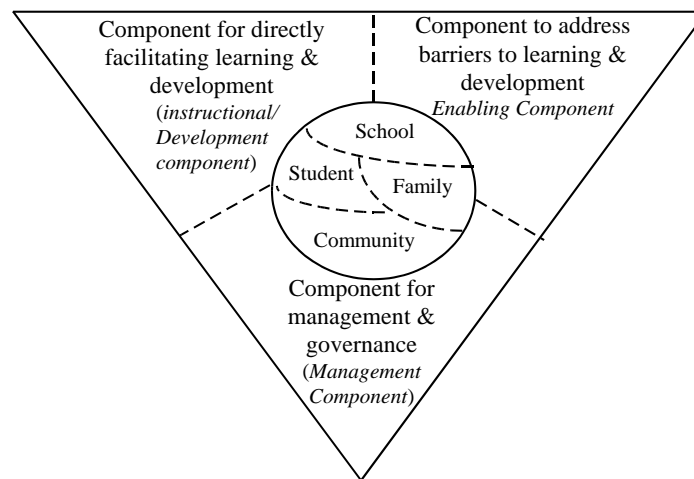 Component for directly
facilitating learning &
development
(instructional/
Development
component)
Component to address
barriers to learning &
development
Enabling Component
School
Student
Family
Community
Component for
management &
governance
(Management
Component)